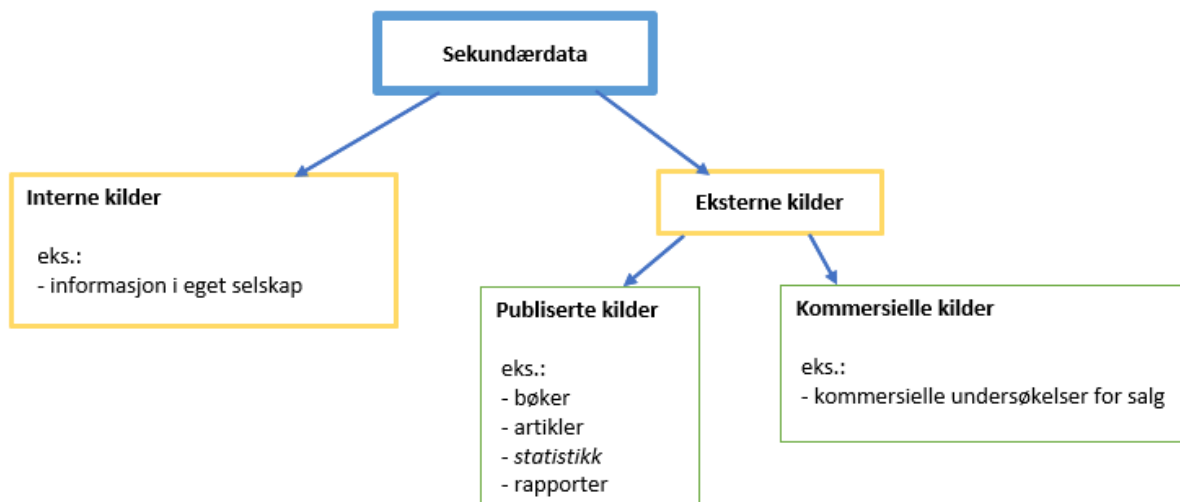 Sekundærdata
Interne kilder
eks.:
- informasjon i eget selskap
Eksterne kilder
Publiserte kilder
eks.:
- bøker
- artikler
- statistikk
- rapporter
Kommersielle kilder
eks.:
- kommersielle undersøkelser for salg